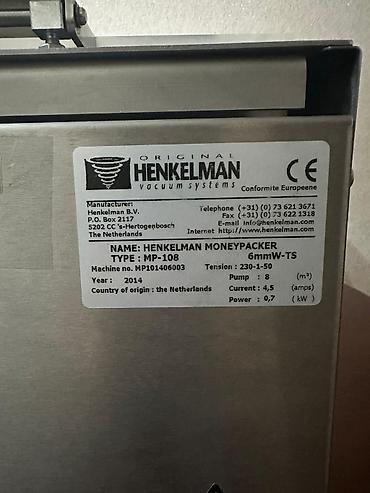 ORIGINAL
HENKELMAN
vacuum systems
CE
Conformite Europeene
Manufacturer:
Henkelman B.V.
P.O. Box 2117
5202 CC 's-Hertogenbosch
The Netherlands
Telephone (+31) (0) 73 621 3671
Fax (+31) (0) 73 622 1318
E-mail info@henkelman.com
Internet http://www.henkelman.com
NAME: HENKELMAN MONEYPACKER
TYPE : MP-108 6mmW-TS
Machine no. MP101406003 Tension : 230-1-50
Year : 2014 Pump : 8 (m³)
Country of origin : the Netherlands Current : 4,5 (amps)
Power : 0,7 (kW)